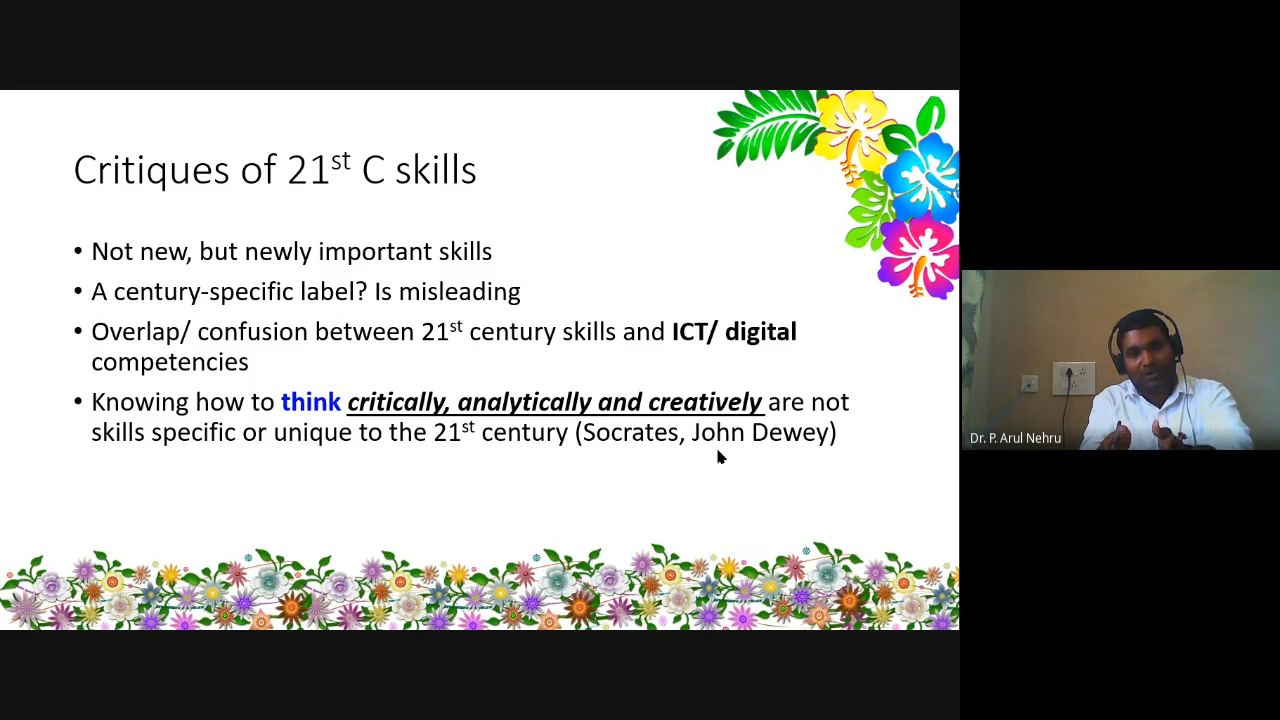 Critiques of 21st C skills
• Not new, but newly important skills
• A century-specific label? Is misleading
• Overlap/ confusion between 21st century skills and ICT/ digital
competencies
• Knowing how to think critically, analytically and creatively are not
skills specific or unique to the 21st century (Socrates, John Dewey)
Dr. P. Arul Nehru